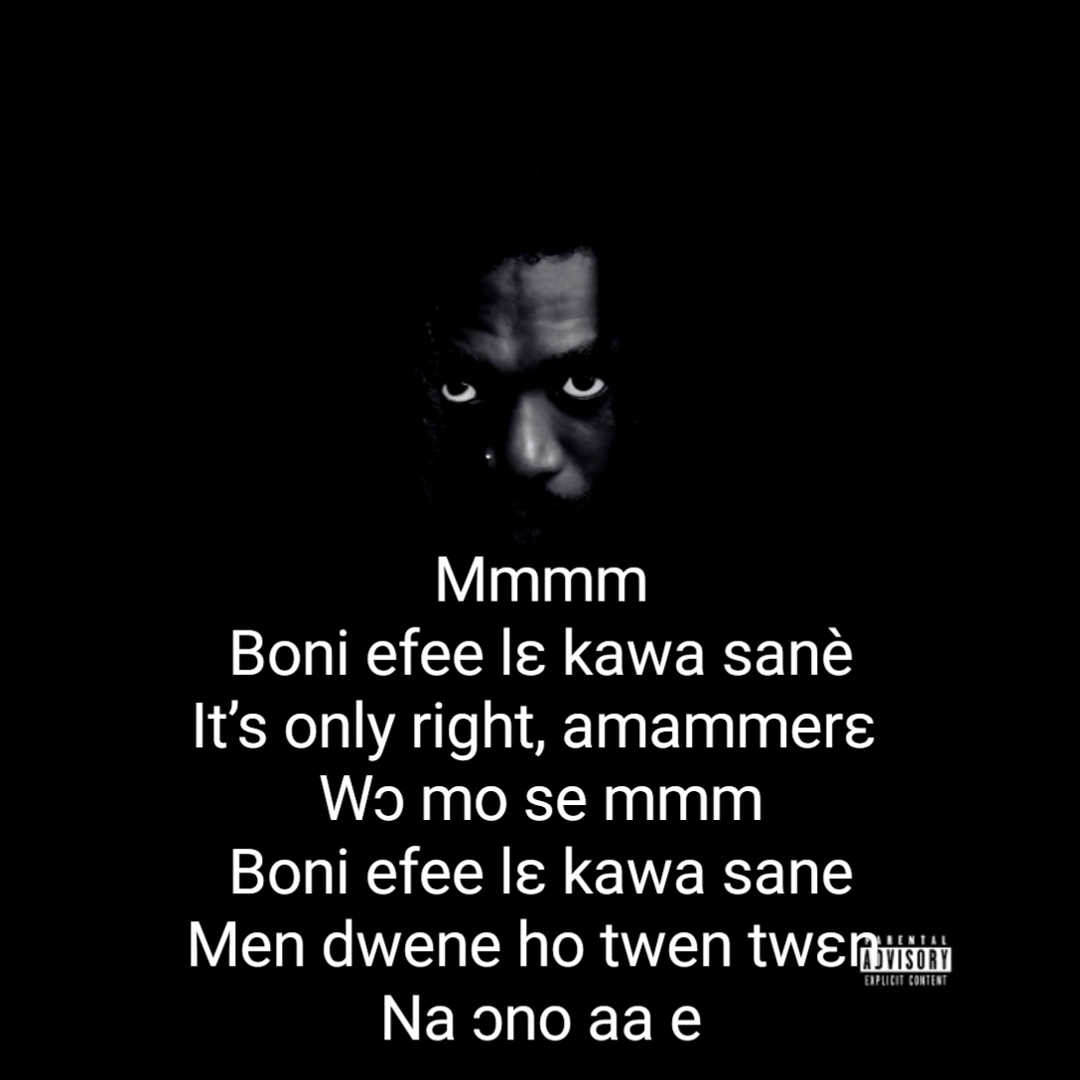 Mmmm
Boni efee lɛ kawa sanè
It’s only right, amammerɛ
Wɔ mo se mmm
Boni efee lɛ kawa sane
Men dwene ho twen twɛn
PARENTAL
ADVISORY
EXPLICIT CONTENT
Na ɔno aa e